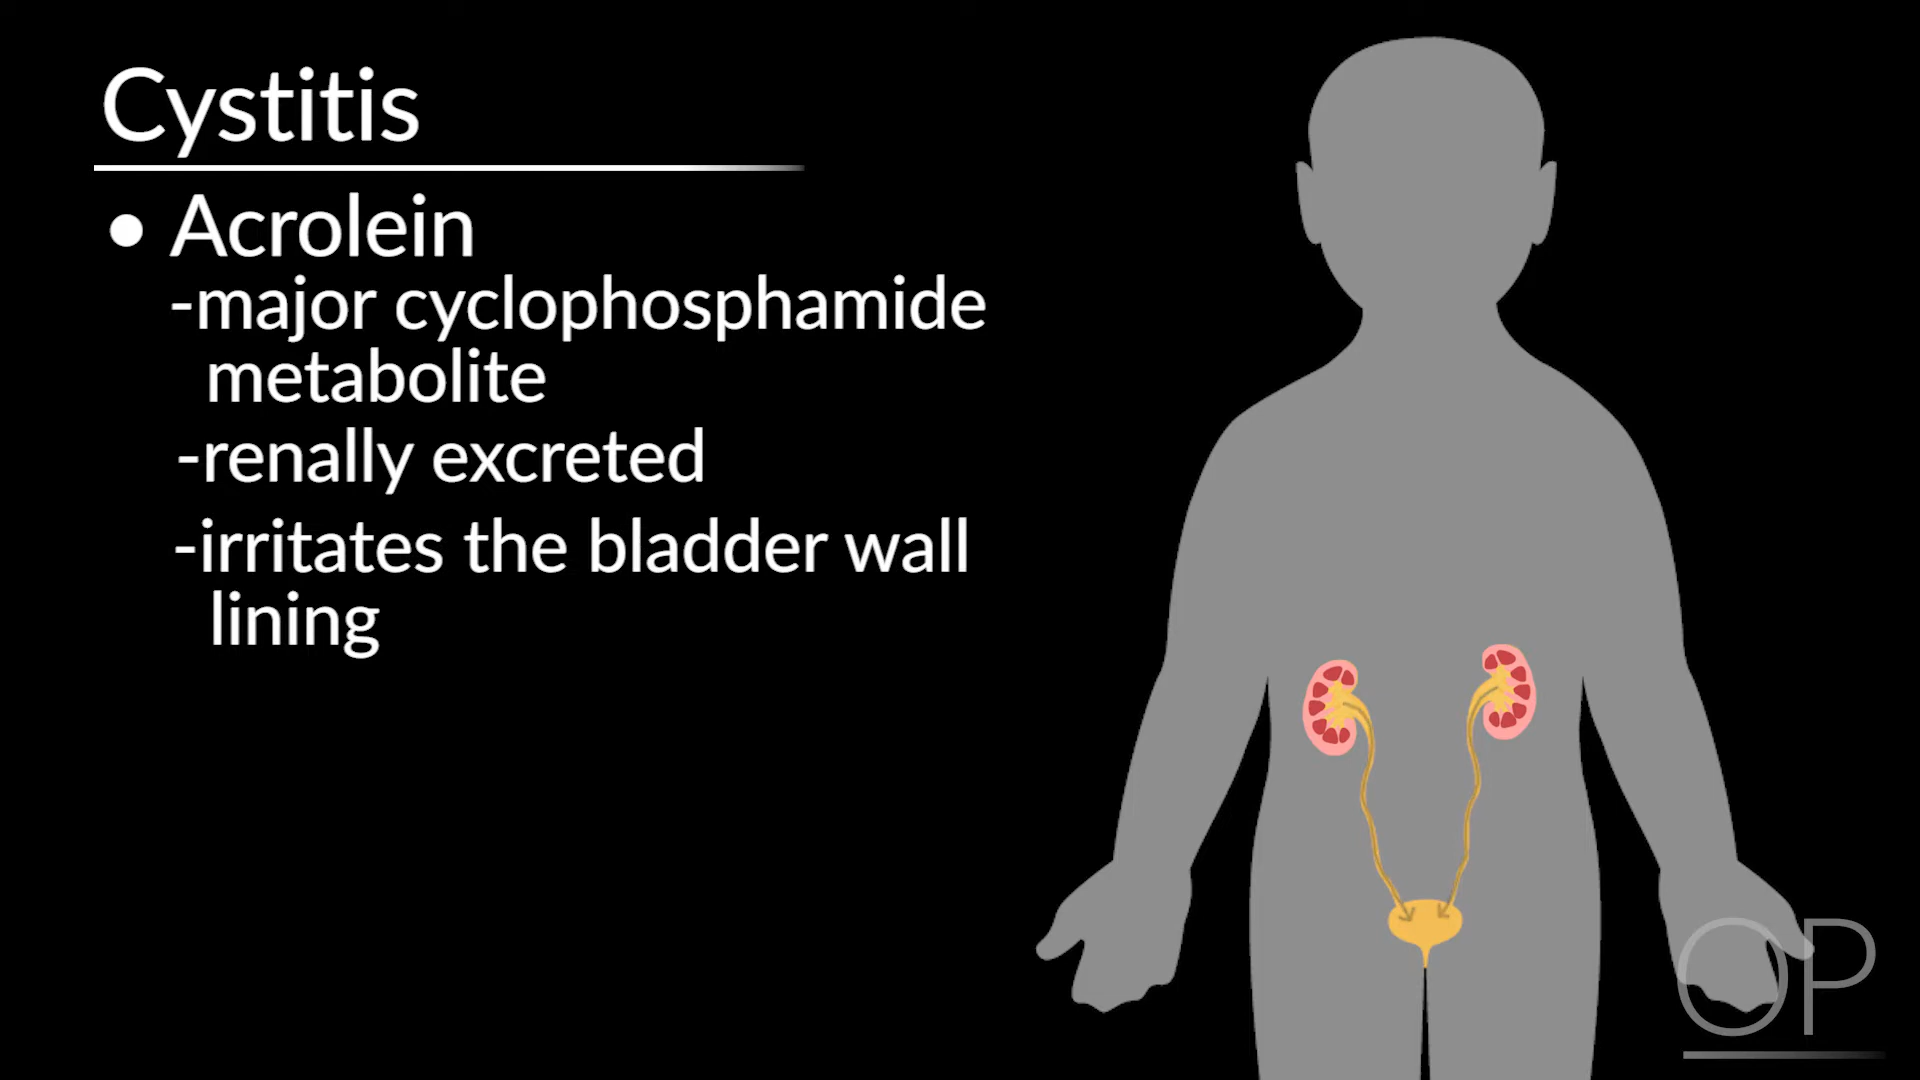 Cystitis
• Acrolein
-major cyclophosphamide
metabolite
-renally excreted
-irritates the bladder wall
lining
OP